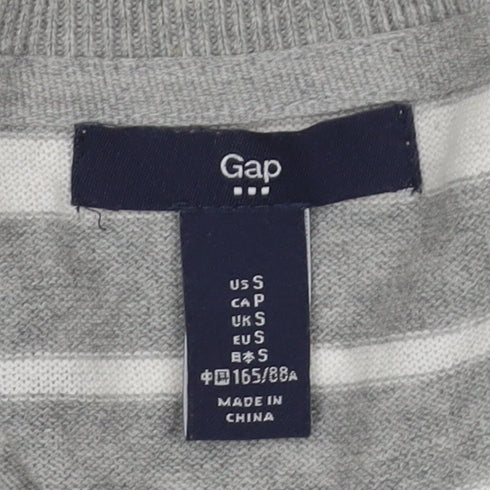 Gap
US S
CA P
UK S
EU S
日本 S
中国 165/88A
MADE IN
CHINA